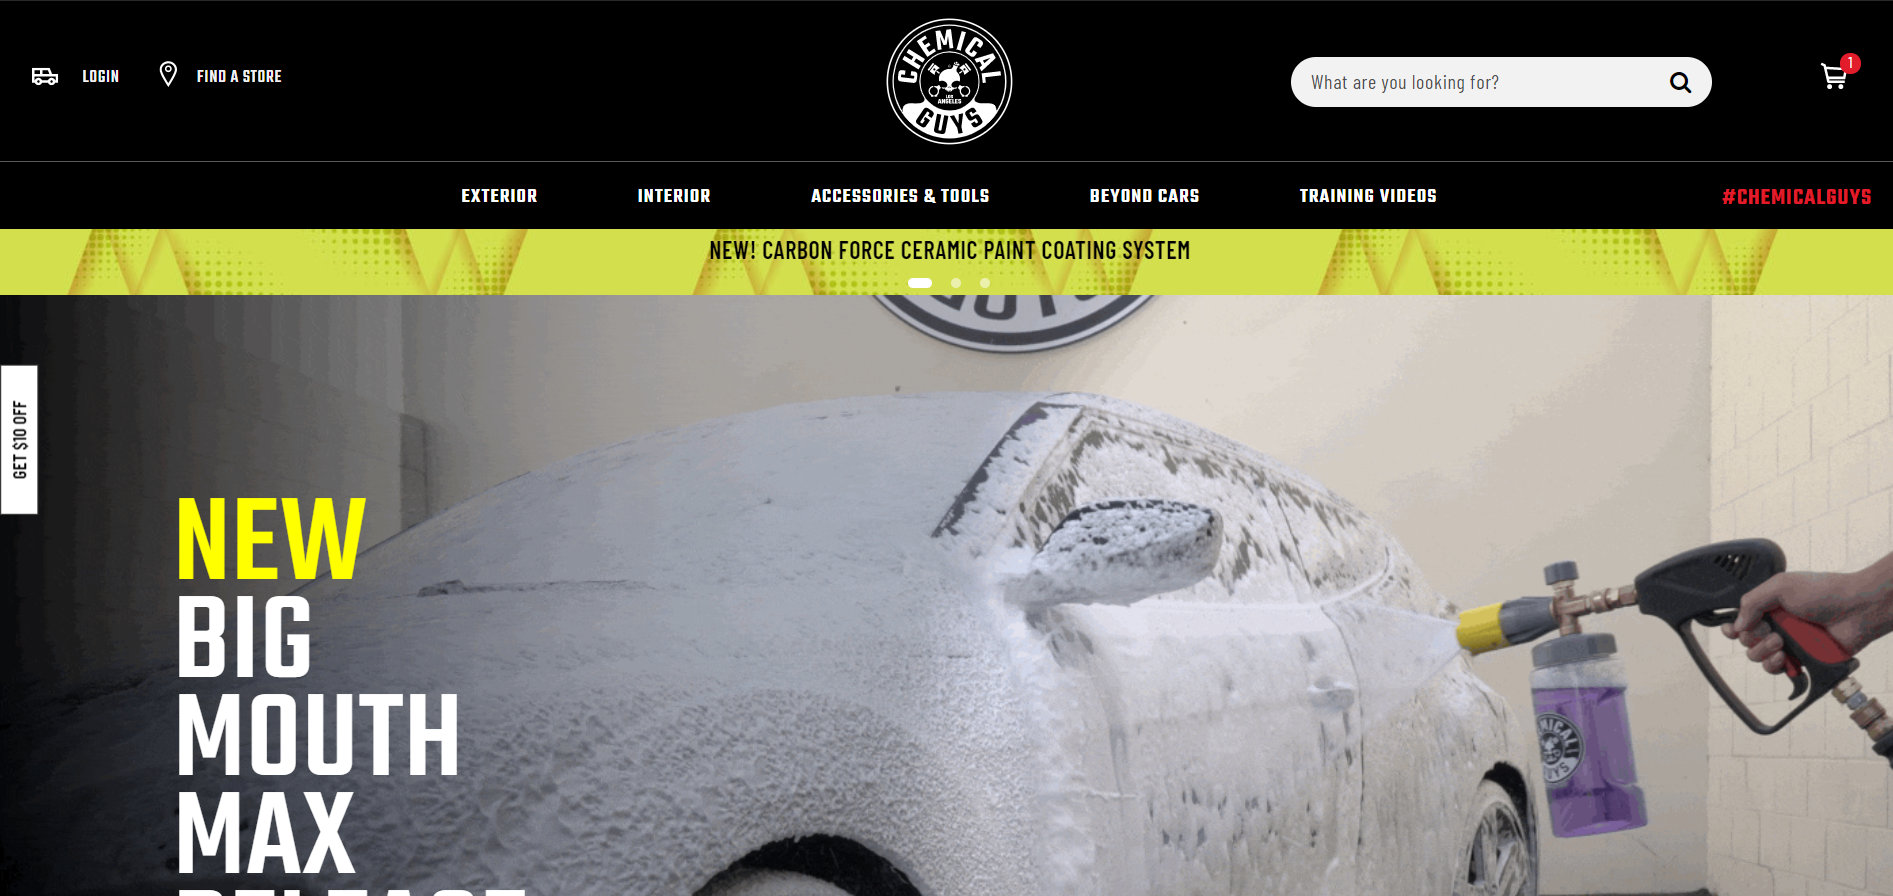 LOGIN
FIND A STORE
CHEMICAL
LOS
ANGELES
GUYS
What are you looking for?
1
EXTERIOR
INTERIOR
ACCESSORIES & TOOLS
BEYOND CARS
TRAINING VIDEOS
#CHEMICALGUYS
NEW! CARBON FORCE CERAMIC PAINT COATING SYSTEM
GET $10 OFF
NEW
BIG
MOUTH
MAX